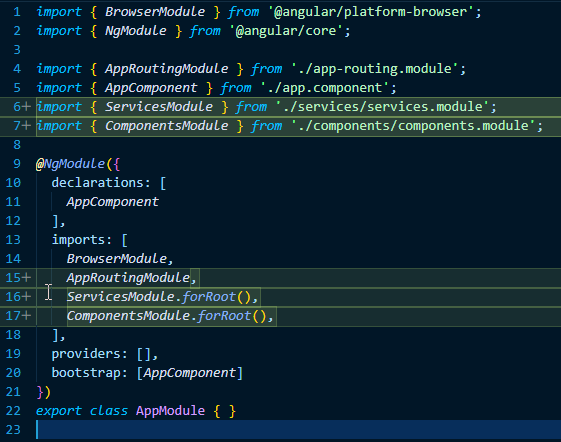 1 import { BrowserModule } from '@angular/platform-browser';
2 import { NgModule } from '@angular/core';
3
4 import { AppRoutingModule } from './app-routing.module';
5 import { AppComponent } from './app.component';
6+ import { ServicesModule } from './services/services.module';
7+ import { ComponentsModule } from './components/components.module';
8
9 @NgModule({
10   declarations: [
11     AppComponent
12   ],
13   imports: [
14     BrowserModule,
15+     AppRoutingModule,
16+     ServicesModule.forRoot(),
17+     ComponentsModule.forRoot(),
18   ],
19   providers: [],
20   bootstrap: [AppComponent]
21 })
22 export class AppModule { }
23